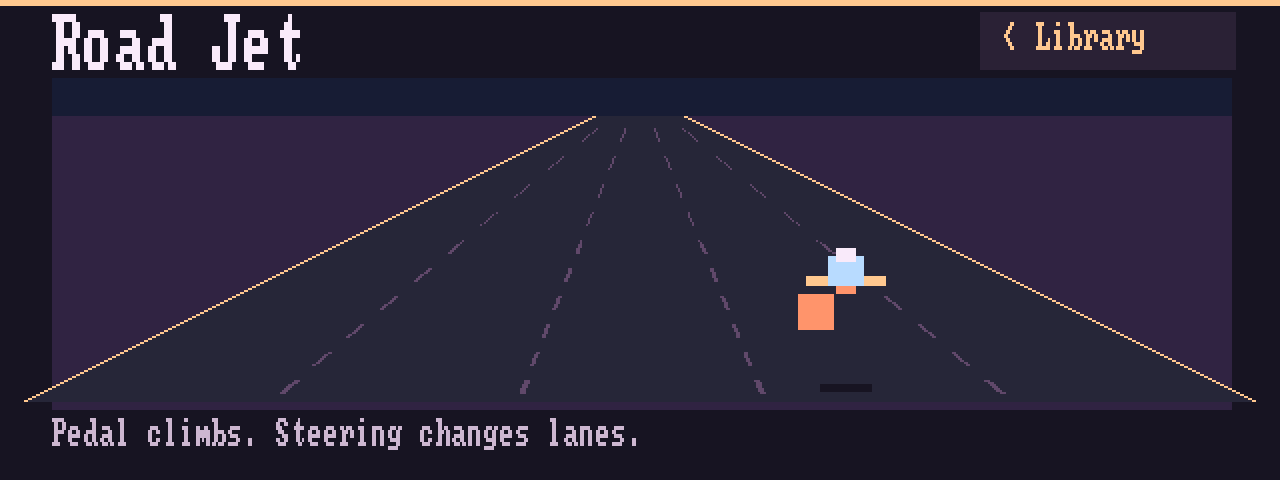 Road Jet
‹ Library
Pedal climbs. Steering changes lanes.